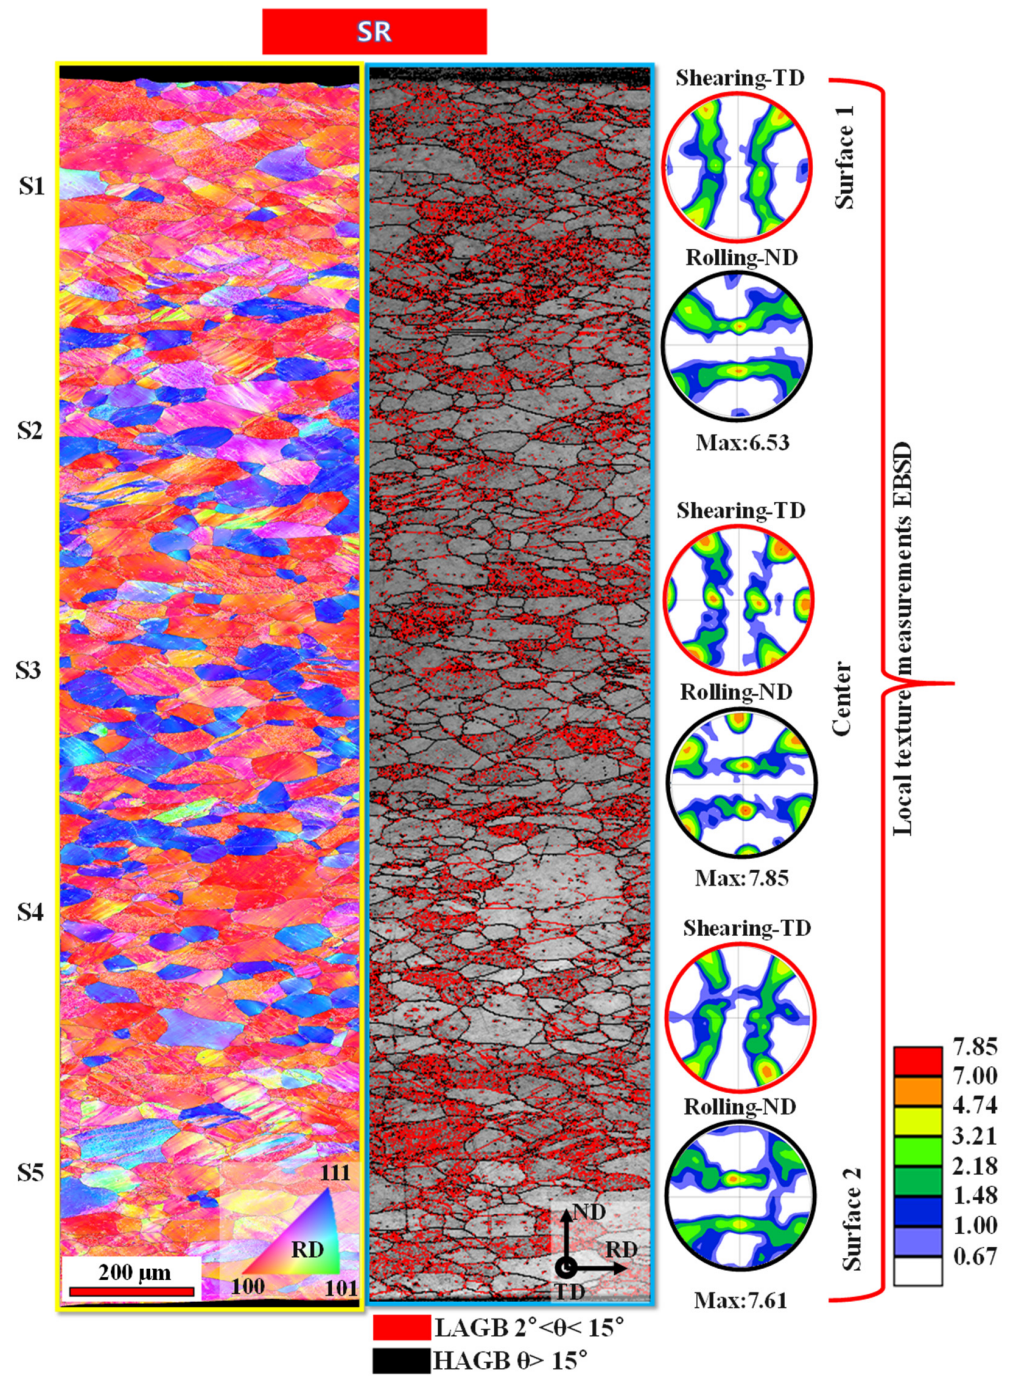 SR
S1
S2
S3
S4
S5
200 μm
111
RD
100
101
ND
RD
TD
LAGB 2°<θ< 15°
HAGB θ> 15°
Shearing-TD
Rolling-ND
Max:6.53
Surface 1
Shearing-TD
Rolling-ND
Max:7.85
Center
Shearing-TD
Rolling-ND
Max:7.61
Surface 2
Local texture measurements EBSD
7.85
7.00
4.74
3.21
2.18
1.48
1.00
0.67